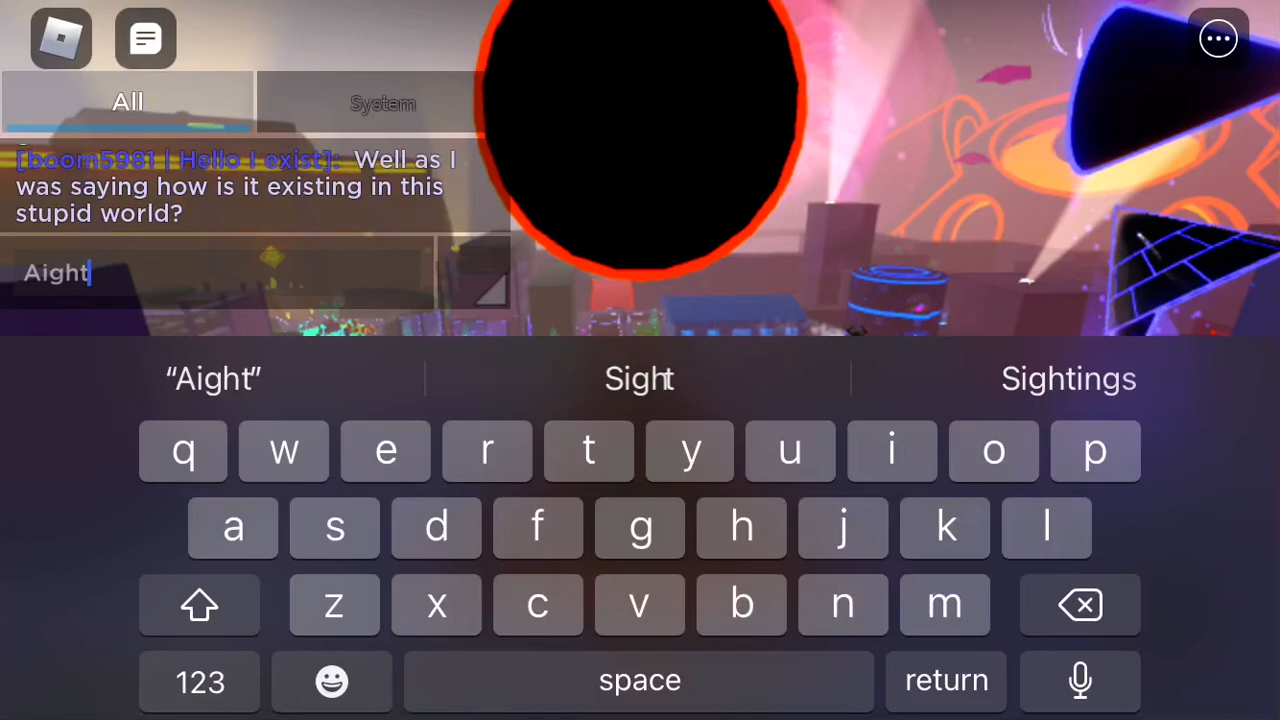 All
System
[boom5981 | Hello I exist]: Well as I
was saying how is it existing in this
stupid world?
Aight
“Aight”
Sight
Sightings
q w e r t y u i o p
a s d f g h j k l
z x c v b n m
123
space
return